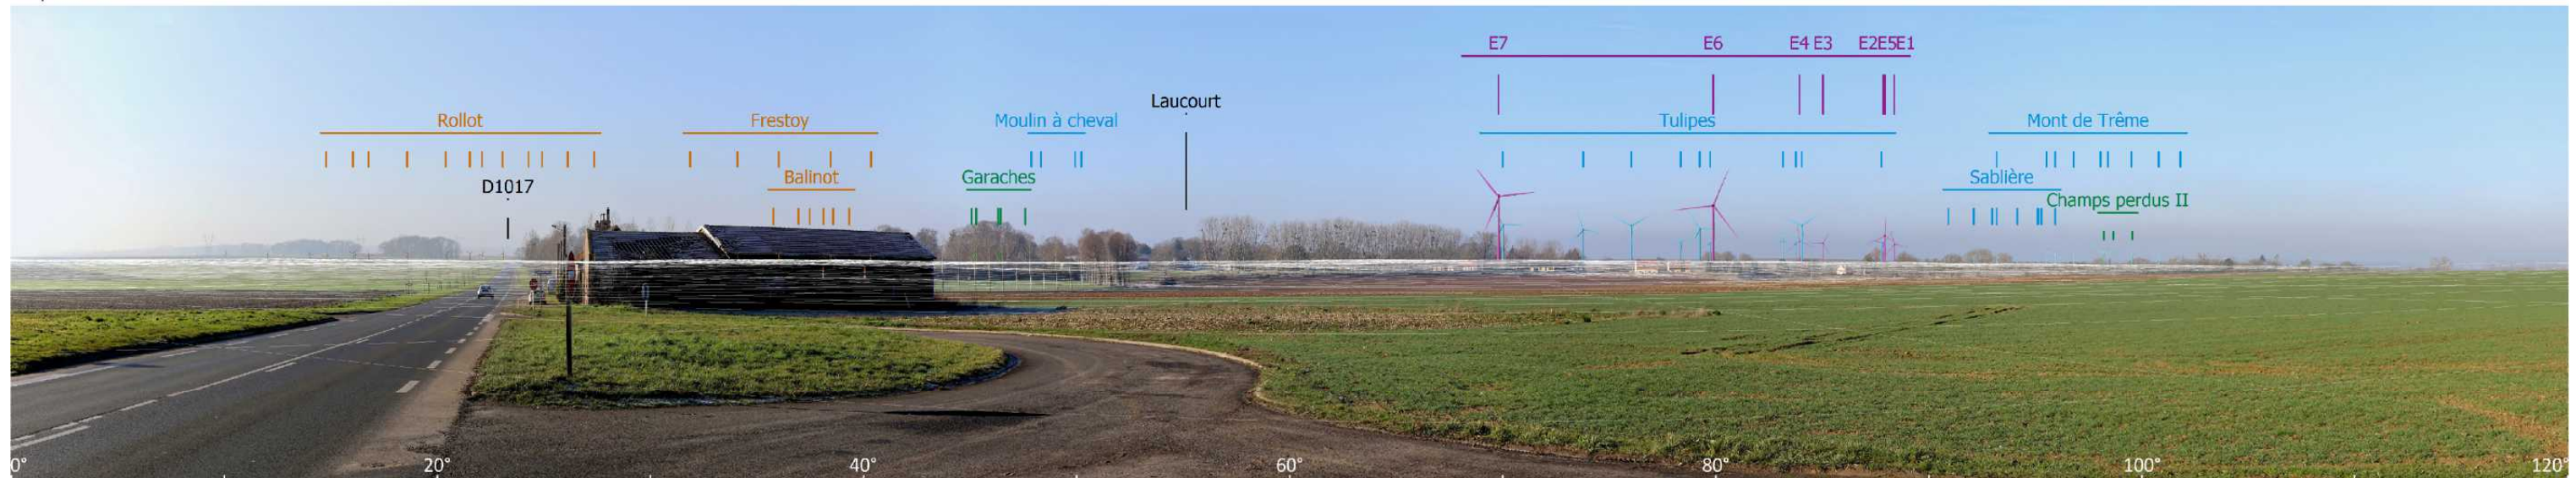 E7 E6 E4 E3 E2E5E1
Laucourt
Rollot Frestoy Moulin à cheval Tulipes Mont de Trême
D1017 Balinot Garaches Sablière
Champs perdus II
0° 20° 40° 60° 80° 100° 120°